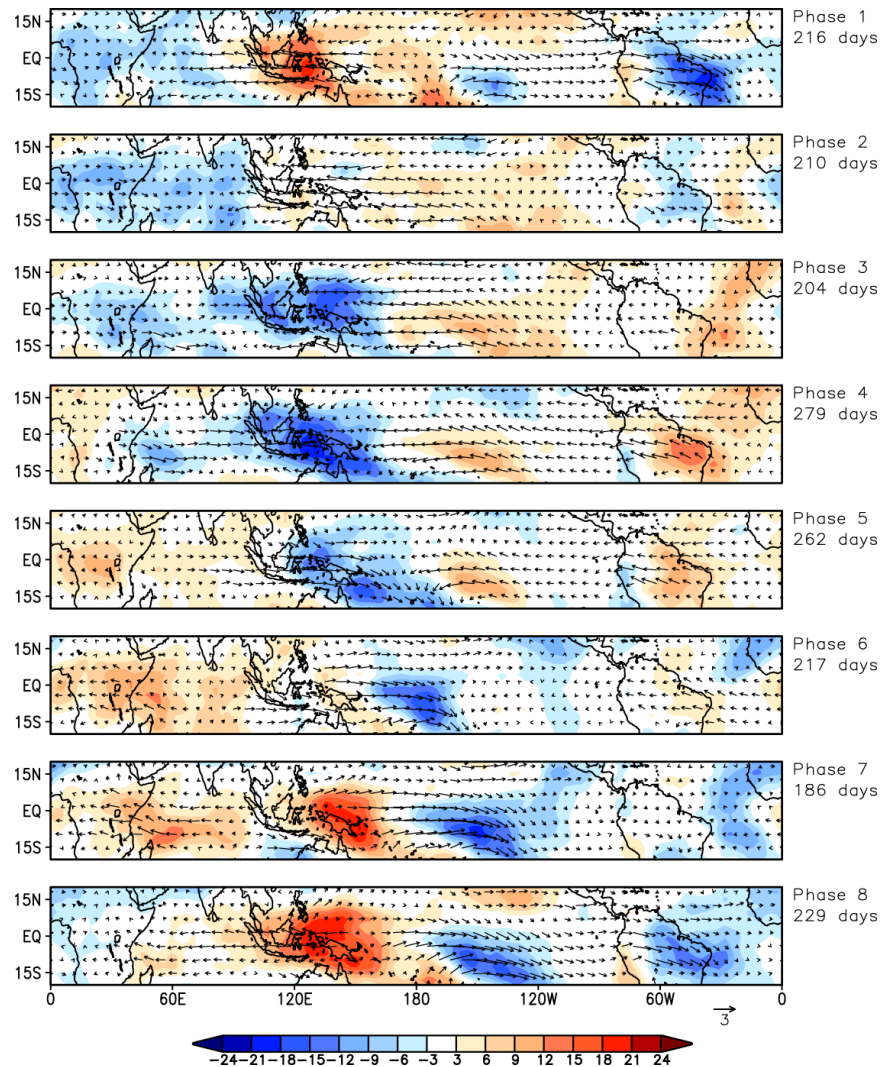 15N
EQ
15S
Phase 1
216 days
15N
EQ
15S
Phase 2
210 days
15N
EQ
15S
Phase 3
204 days
15N
EQ
15S
Phase 4
279 days
15N
EQ
15S
Phase 5
262 days
15N
EQ
15S
Phase 6
217 days
15N
EQ
15S
Phase 7
186 days
15N
EQ
15S
Phase 8
229 days
0 60E 120E 180 120W 60W 0
3
-24 -21 -18 -15 -12 -9 -6 -3 3 6 9 12 15 18 21 24